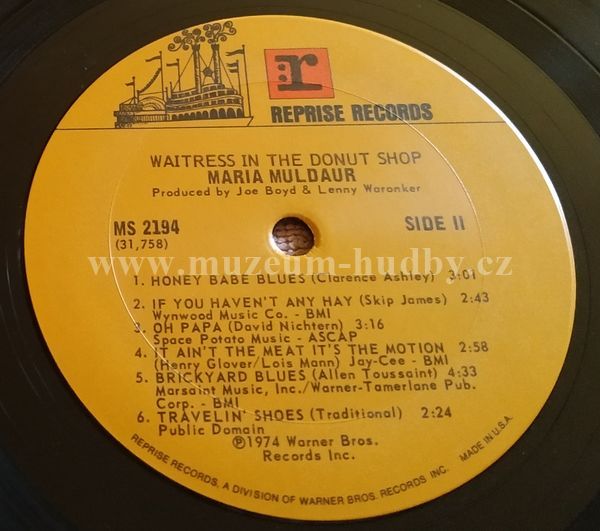 r
REPRISE RECORDS
WAITRESS IN THE DONUT SHOP
MARIA MULDAUR
Produced by Joe Boyd & Lenny Waronker
MS 2194
(31,758)
SIDE II
www.muzeum-hudby.cz
1. HONEY BABE BLUES (Clarence Ashley) 3:01
2. IF YOU HAVEN'T ANY HAY (Skip James) 2:43
Wynwood Music Co. - BMI
3. OH PAPA (David Nichtern) 3:16
Space Potato Music - ASCAP
4. IT AIN'T THE MEAT IT'S THE MOTION 2:58
(Henry Glover/Lois Mann) Jay-Cee - BMI
5. BRICKYARD BLUES (Allen Toussaint) 4:33
Marsaint Music, Inc./Warner-Tamerlane Pub.
Corp. - BMI
6. TRAVELIN' SHOES (Traditional) 2:24
Public Domain
℗1974 Warner Bros.
Records Inc.
REPRISE RECORDS, A DIVISION OF WARNER BROS. RECORDS INC. MADE IN U.S.A.